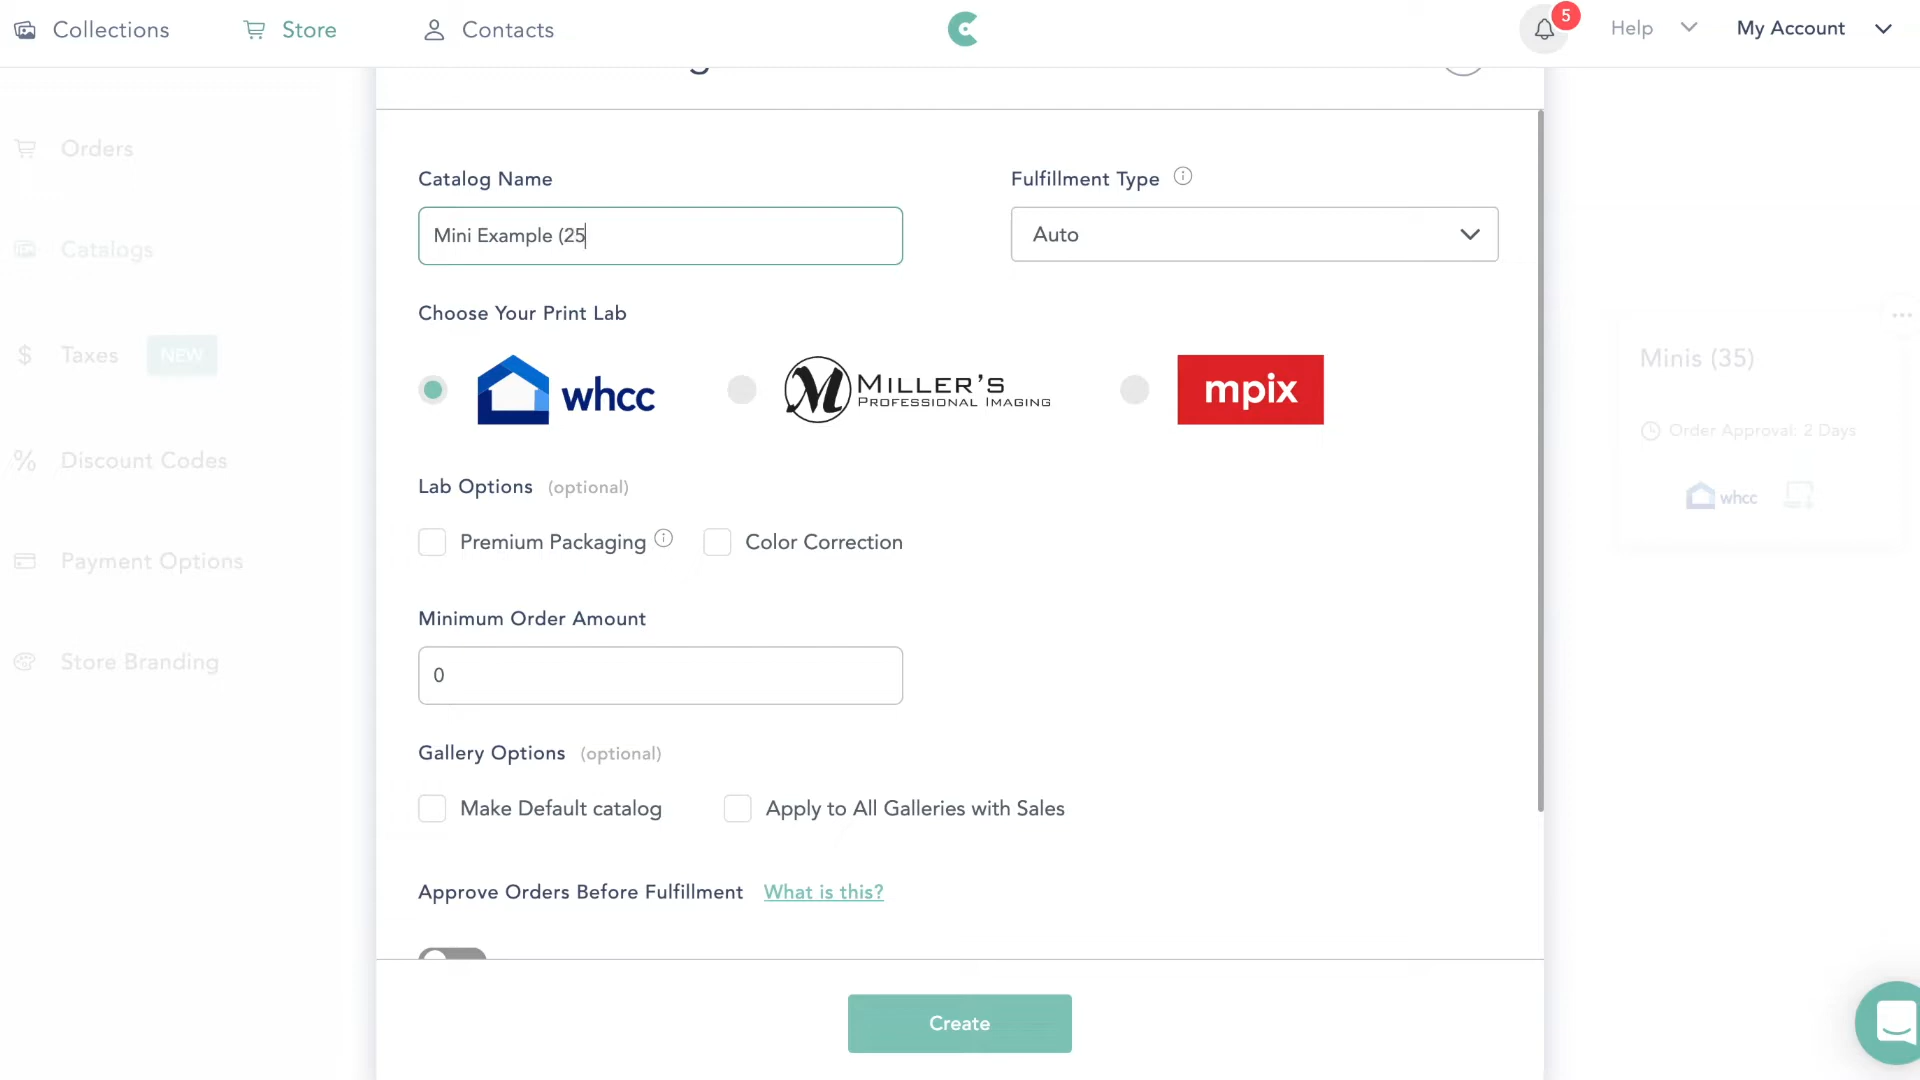 Collections
Store
Contacts
5
Help
My Account
Orders
Catalogs
Taxes
NEW
Discount Codes
Payment Options
Store Branding
Catalog Name
Fulfillment Type
Mini Example (25
Auto
Choose Your Print Lab
whcc
MILLER'S
PROFESSIONAL IMAGING
mpix
Lab Options (optional)
Premium Packaging
Color Correction
Minimum Order Amount
0
Gallery Options (optional)
Make Default catalog
Apply to All Galleries with Sales
Approve Orders Before Fulfillment What is this?
Create
Minis (35)
Order Approval: 2 Days
whcc